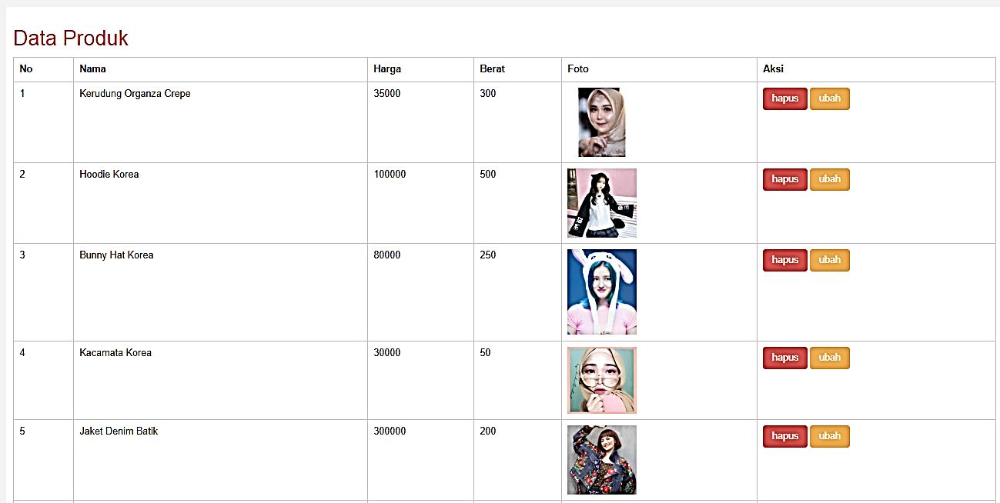 Data Produk
No Nama Harga Berat Foto Aksi
1 Kerudung Organza Crepe 35000 300 hapus ubah
2 Hoodie Korea 100000 500 hapus ubah
3 Bunny Hat Korea 80000 250 hapus ubah
4 Kacamata Korea 30000 50 hapus ubah
5 Jaket Denim Batik 300000 200 hapus ubah